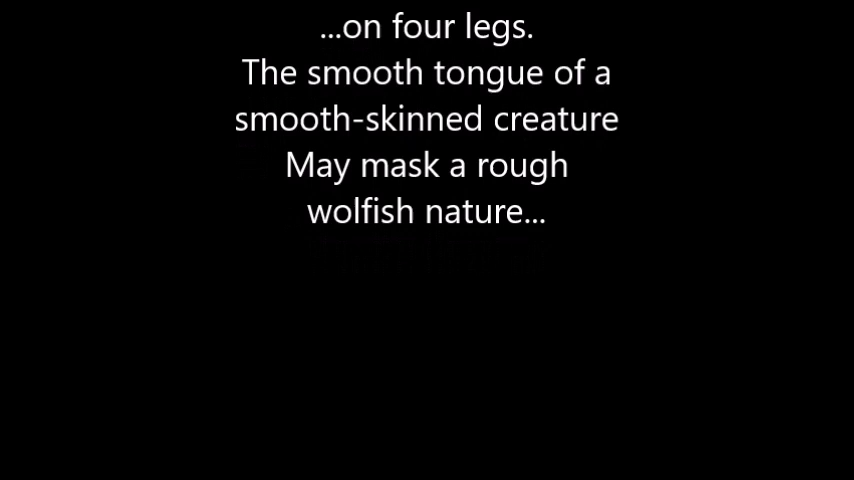 ...on four legs.
The smooth tongue of a
smooth-skinned creature
May mask a rough
wolfish nature...